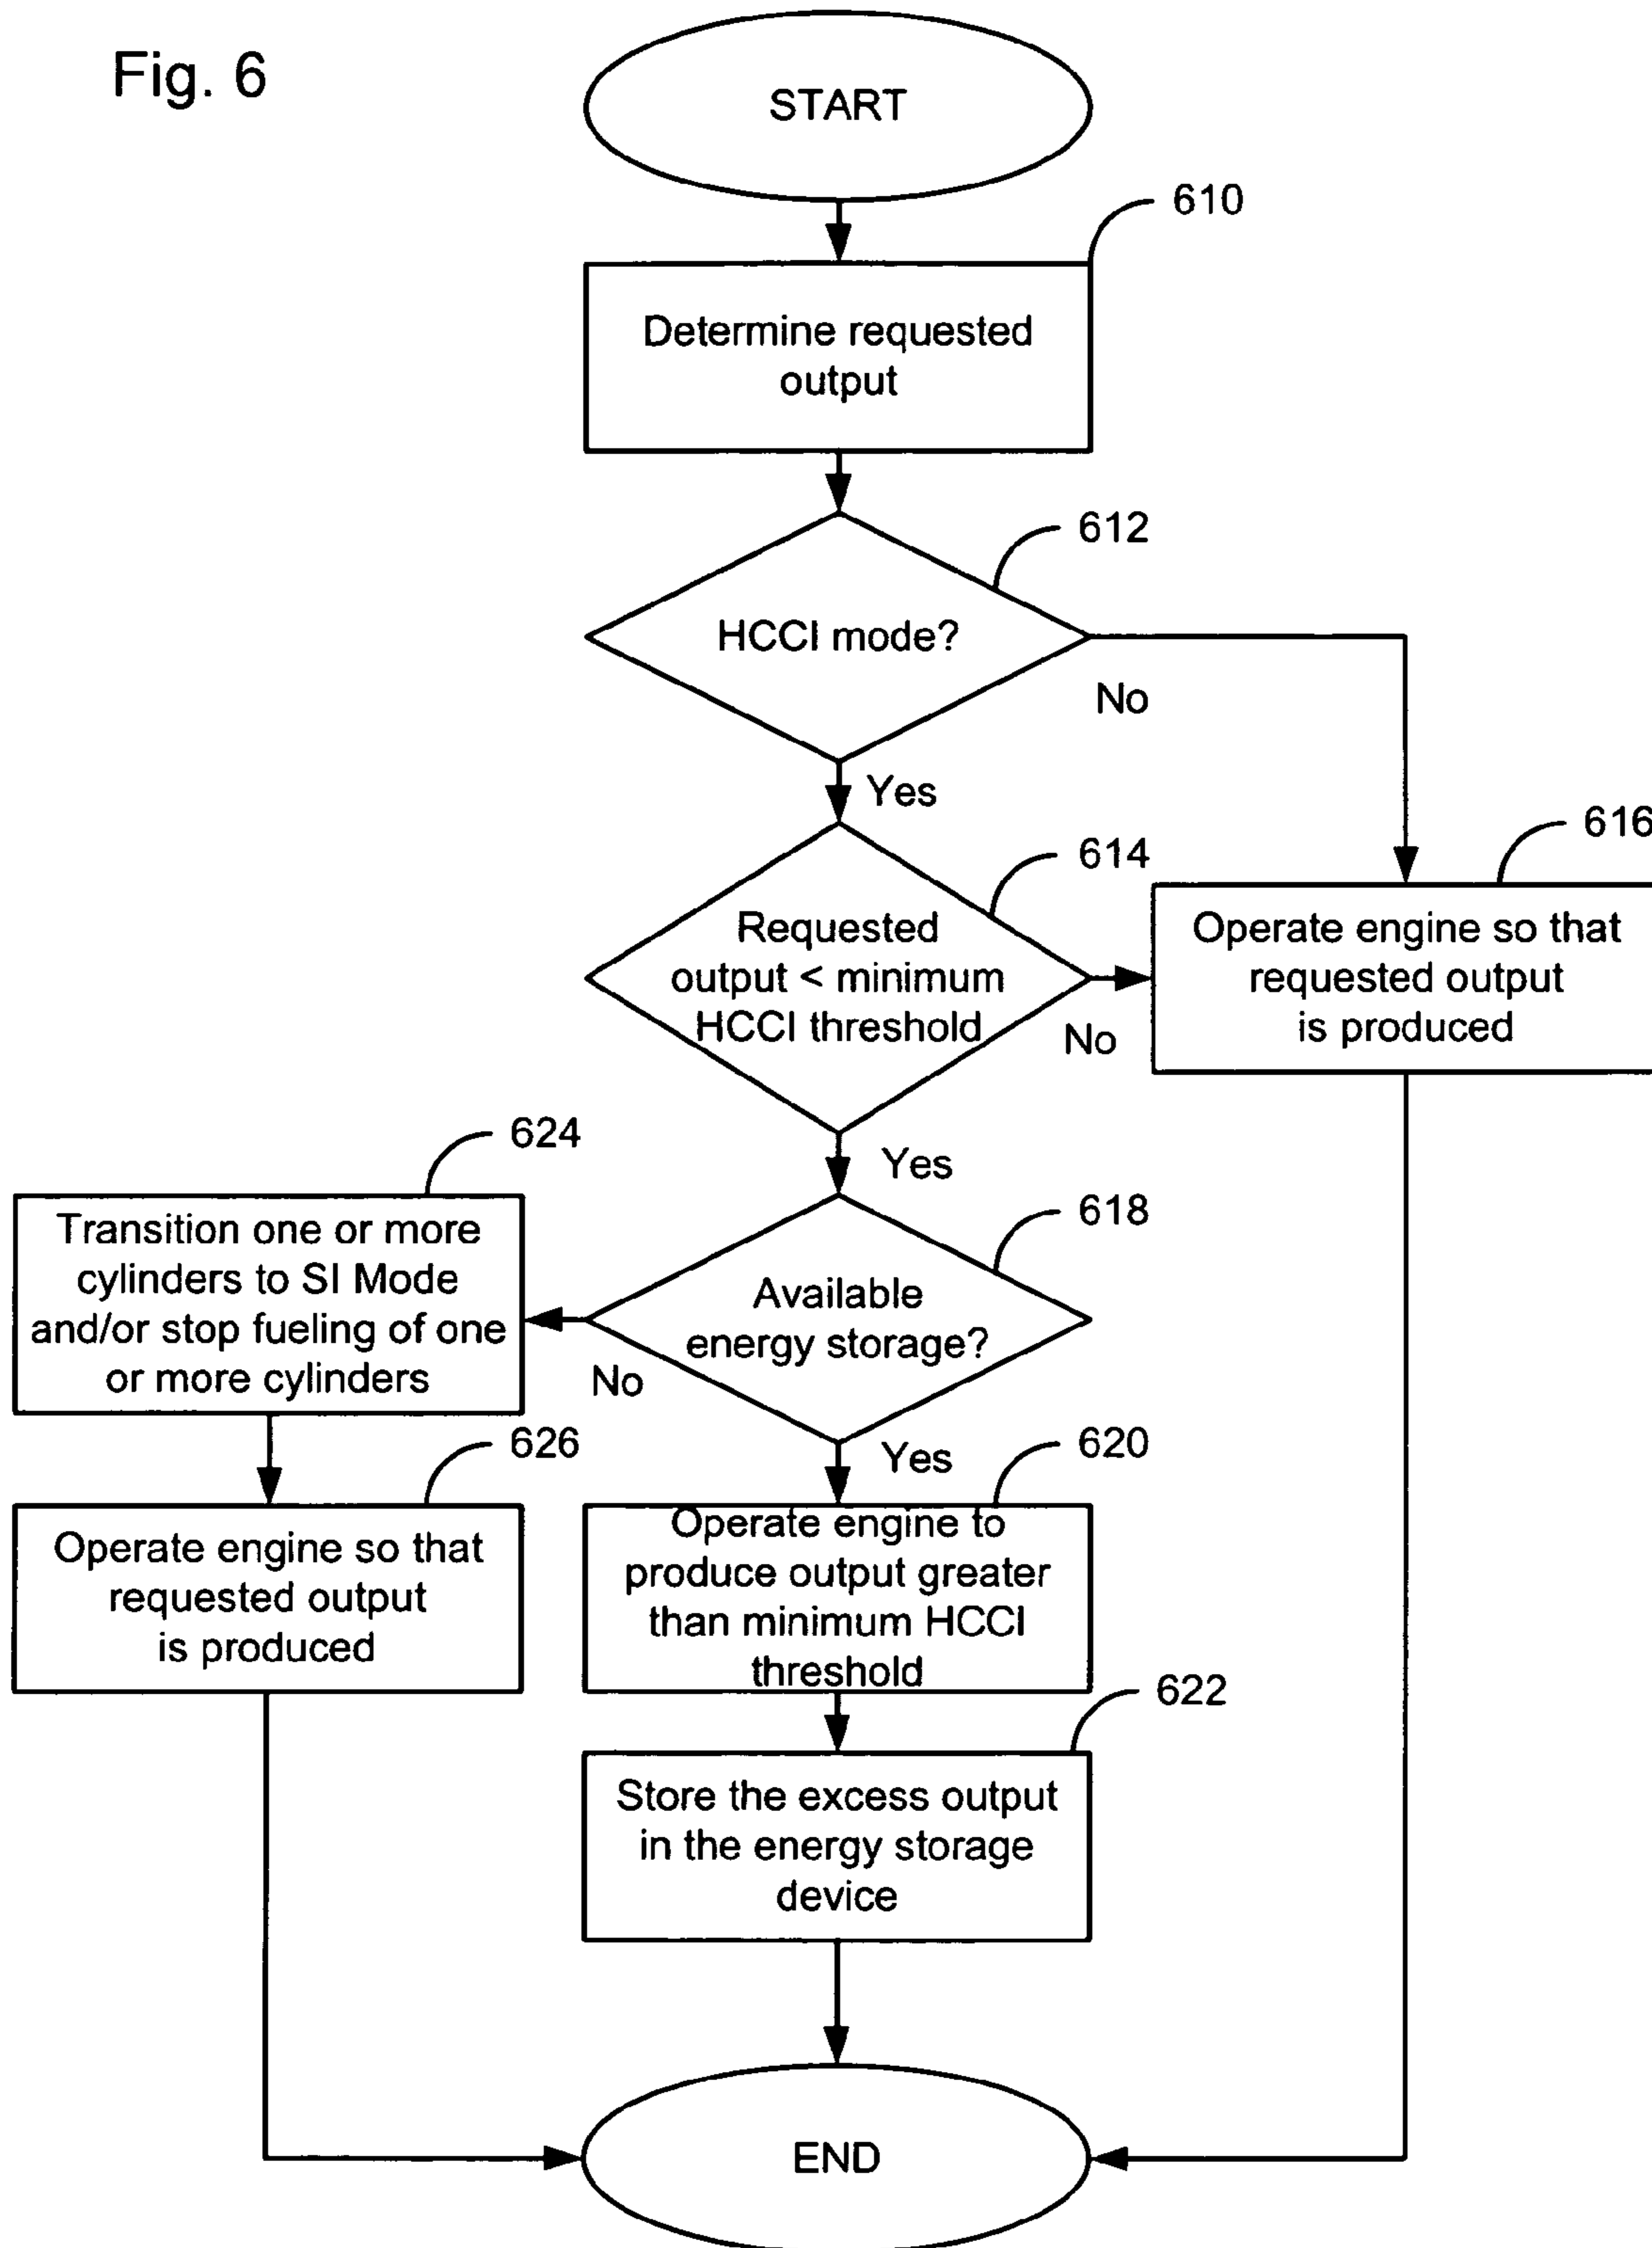 Fig. 6
START
610
Determine requested
output
612
HCCI mode?
No
Yes
614
616
Requested
output < minimum
HCCI threshold
No
Operate engine so that
requested output
is produced
Yes
624
618
Transition one or more
cylinders to SI Mode
and/or stop fueling of one
or more cylinders
Available
energy storage?
No
Yes
626
620
Operate engine so that
requested output
is produced
Operate engine to
produce output greater
than minimum HCCI
threshold
622
Store the excess output
in the energy storage
device
END